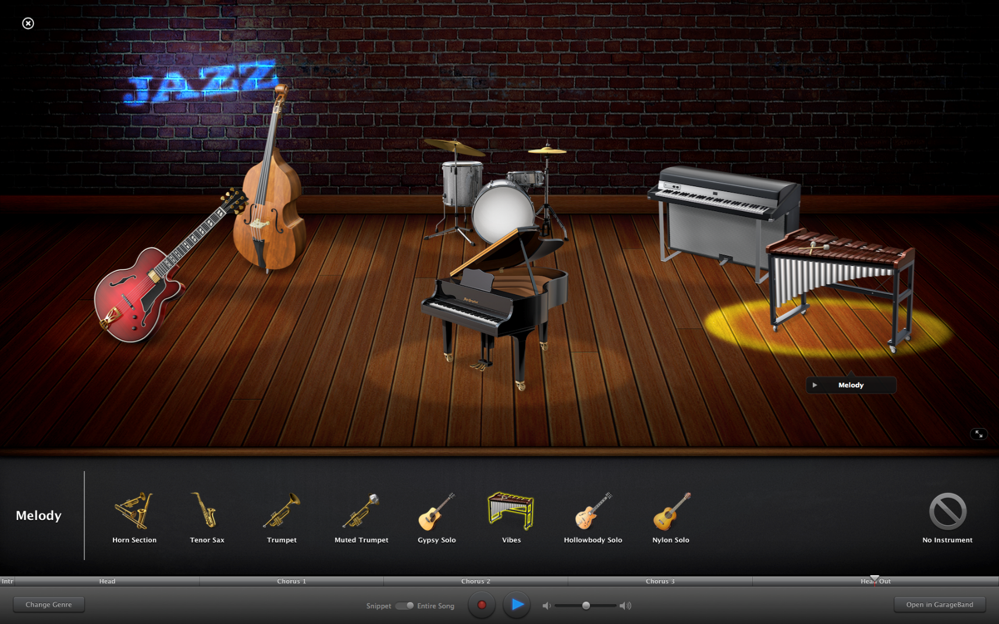 JAZZ
Melody
Melody
Horn Section
Tenor Sax
Trumpet
Muted Trumpet
Gypsy Solo
Vibes
Hollowbody Solo
Nylon Solo
No Instrument
Intr
Head
Chorus 1
Chorus 2
Chorus 3
Head Out
Change Genre
Snippet
Entire Song
Open in GarageBand